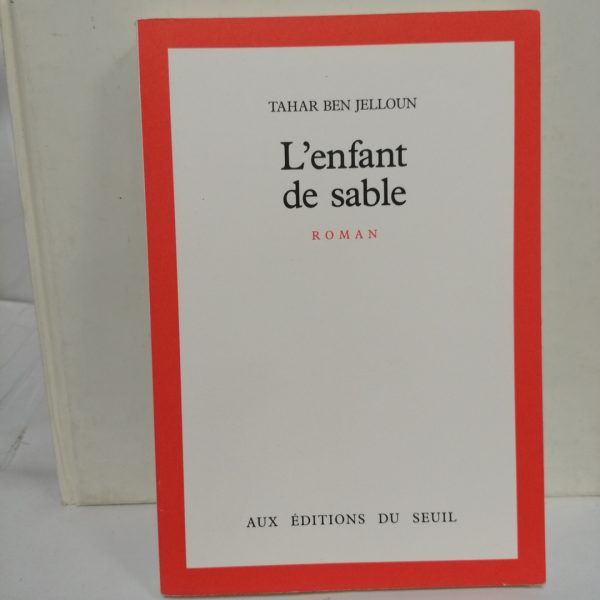 TAHAR BEN JELLOUN
L'enfant
de sable
ROMAN
AUX ÉDITIONS DU SEUIL